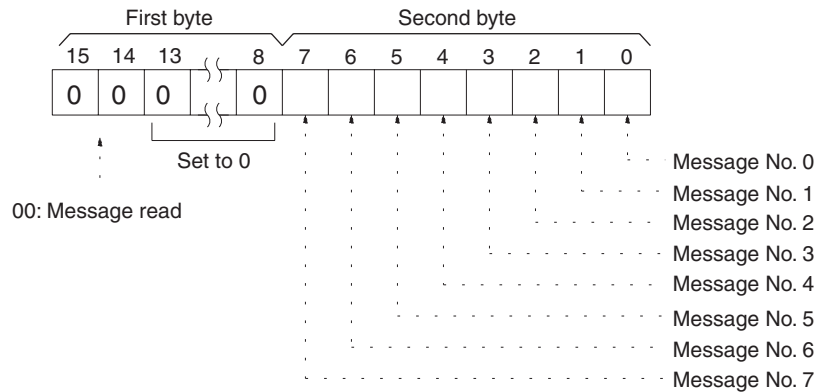 First byte Second byte
15 14 13 8 7 6 5 4 3 2 1 0
0 0 0 0
Set to 0
00: Message read
Message No. 0
Message No. 1
Message No. 2
Message No. 3
Message No. 4
Message No. 5
Message No. 6
Message No. 7